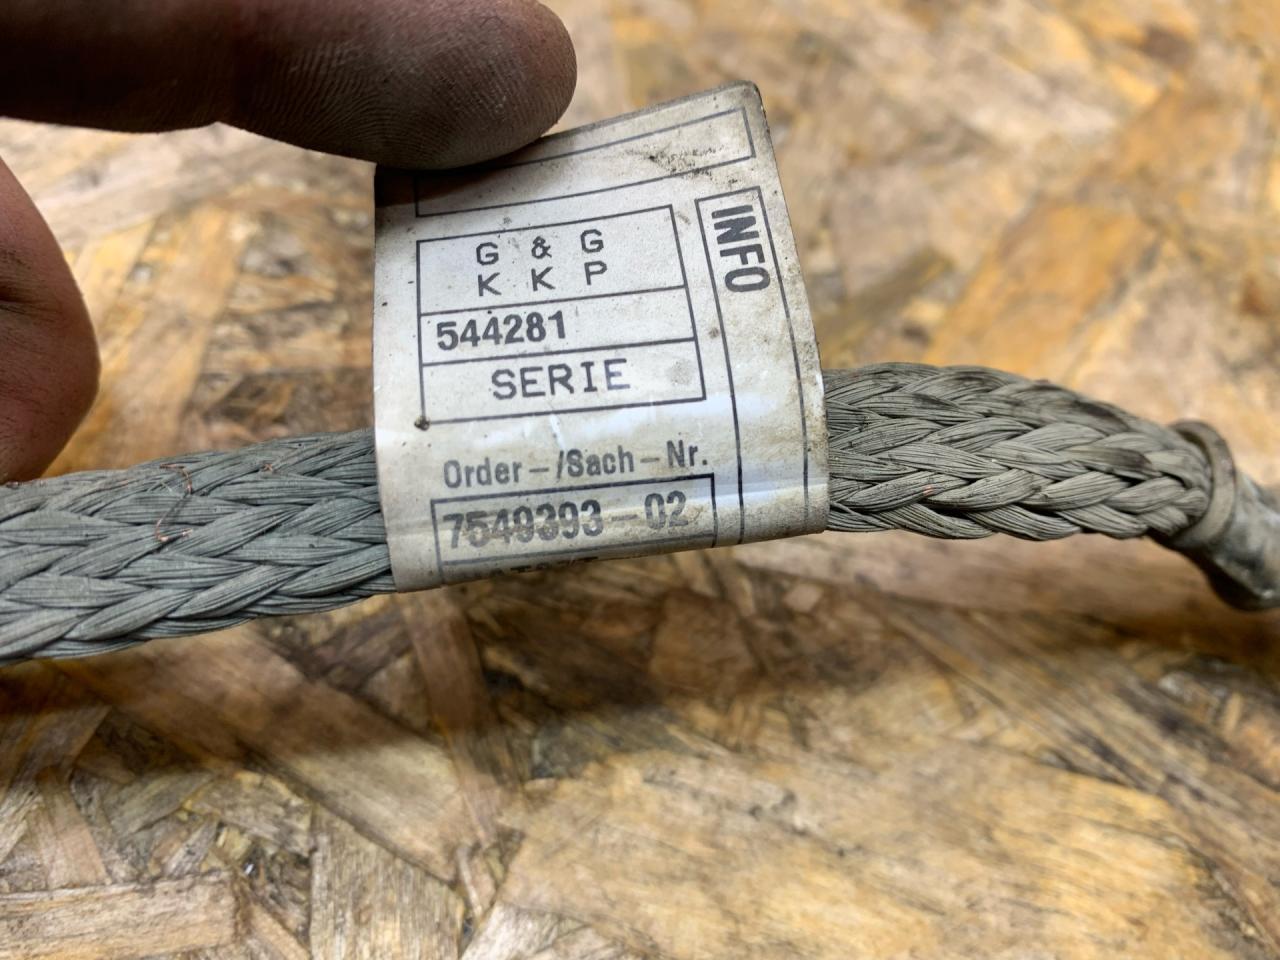 G & G
K K P
544281
SERIE
Order-/Sach-Nr.
7549393-02
INFO